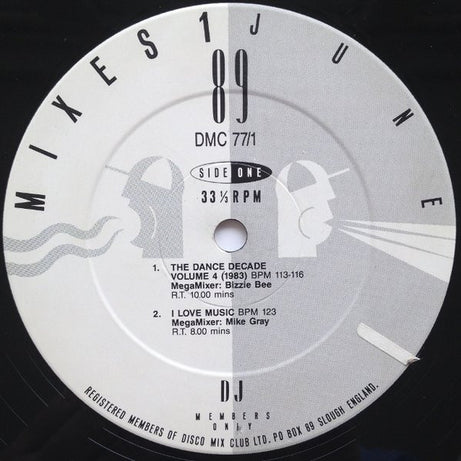 MIXES 1 JUNE
89
DMC 77/1
SIDE ONE
33 ⅓ RPM
1. THE DANCE DECADE
VOLUME 4 (1983) BPM 113-116
MegaMixer: Bizzie Bee
R.T. 10.00 mins
2. I LOVE MUSIC BPM 123
MegaMixer: Mike Gray
R.T. 8.00 mins
DJ
MEMBERS
ONLY
REGISTERED MEMBERS OF DISCO MIX CLUB LTD. PO BOX 89 SLOUGH ENGLAND.